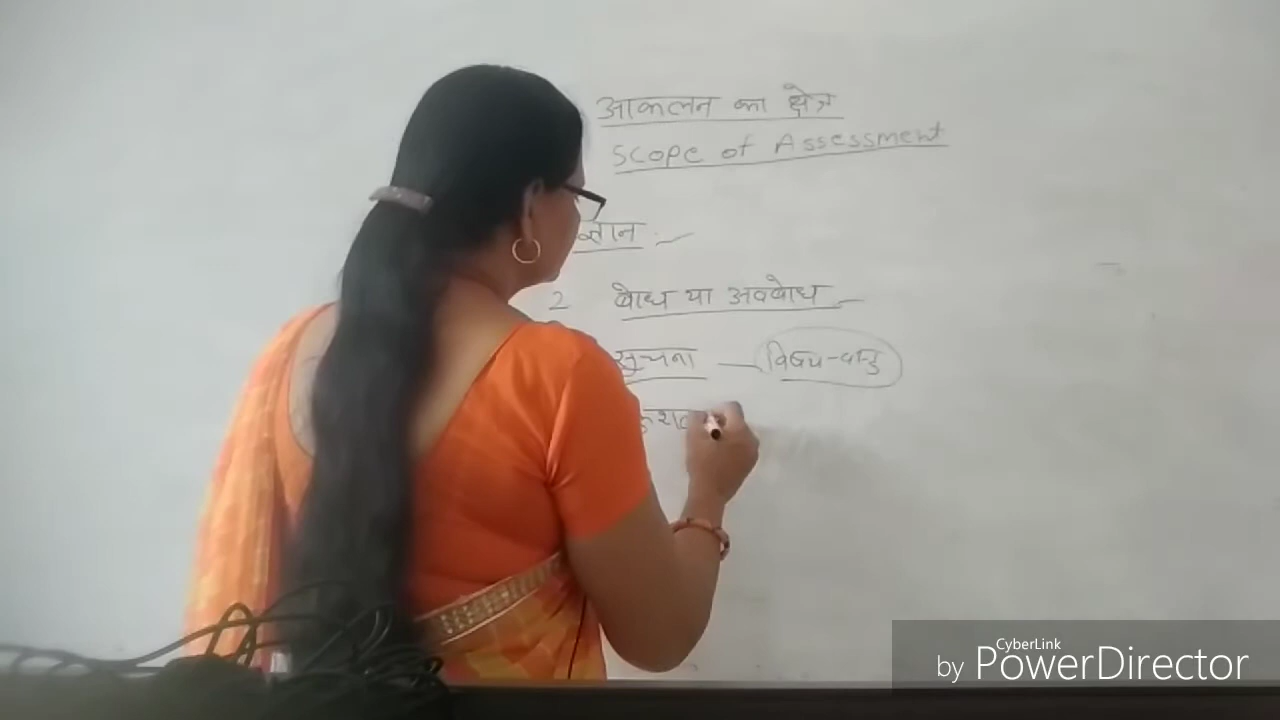 आकलन का क्षेत्र
Scope of Assessment
ज्ञान
2 बोध या अवबोध
सूचना — विषय-वस्तु
CyberLink
by PowerDirector